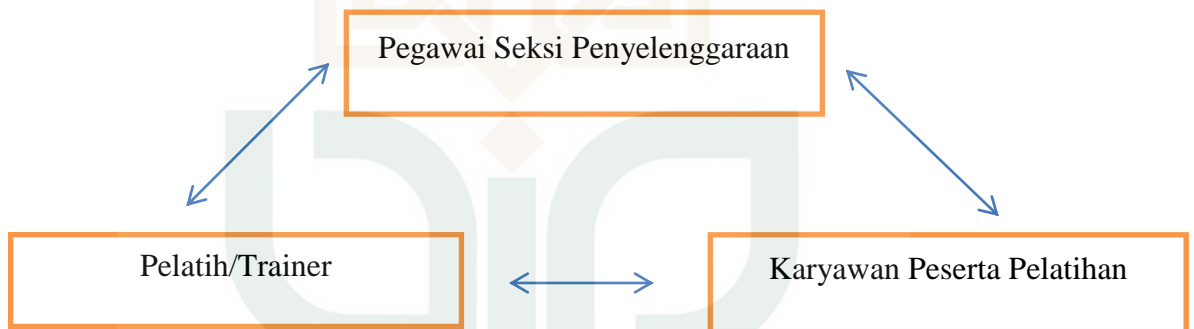 Pegawai Seksi Penyelenggaraan
Pelatih/Trainer
Karyawan Peserta Pelatihan